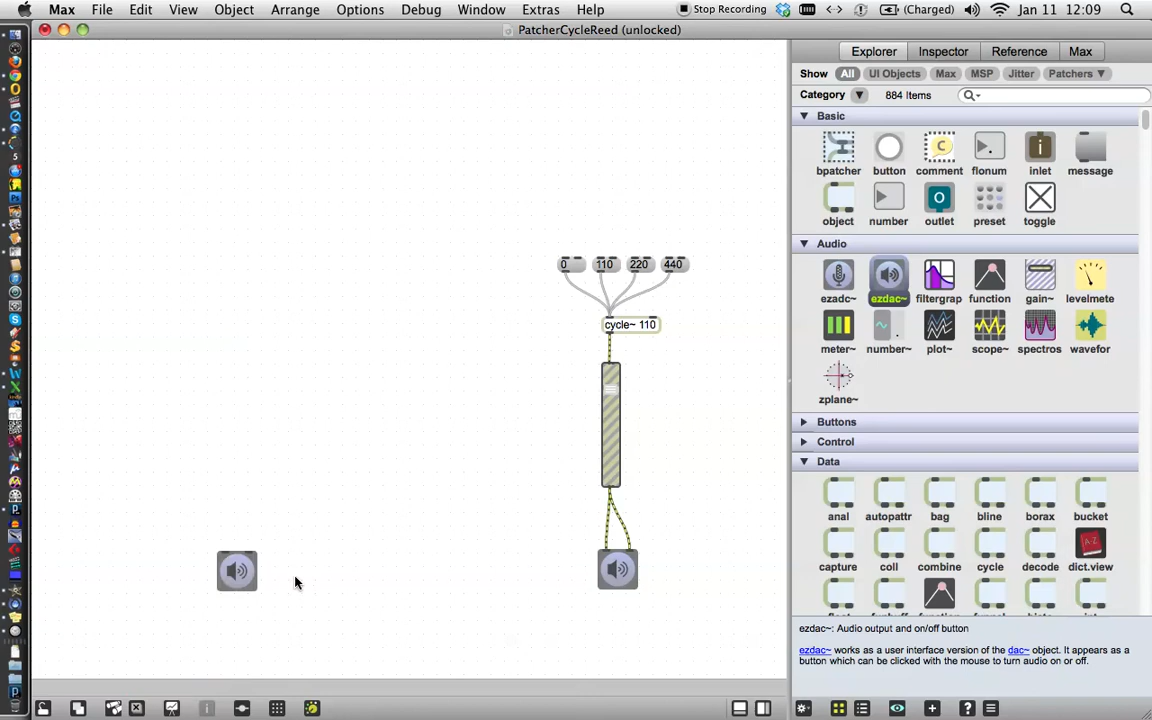 Max File Edit View Object Arrange Options Debug Window Extras Help Stop Recording (Charged) Jan 11 12:09
PatcherCycleReed (unlocked)
Explorer Inspector Reference Max
Show All UI Objects Max MSP Jitter Patchers ▼
Category ▼ 884 Items
Basic
bpatcher button comment flonum inlet message
object number outlet preset toggle
Audio
ezadc~ ezdac~ filtergrap function gain~ levelmete
meter~ number~ plot~ scope~ spectros wavefor
zplane~
Buttons
Control
Data
anal autopattr bag bline borax bucket
capture coll combine cycle decode dict.view
0 110 220 440
cycle~ 110
ezdac~: Audio output and on/off button
ezdac~ works as a user interface version of the dac~ object. It appears as a
button which can be clicked with the mouse to turn audio on or off.